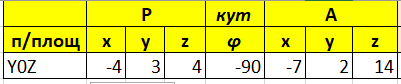 P кут A
п/площ x y z φ x y z
Y0Z -4 3 4 -90 -7 2 14